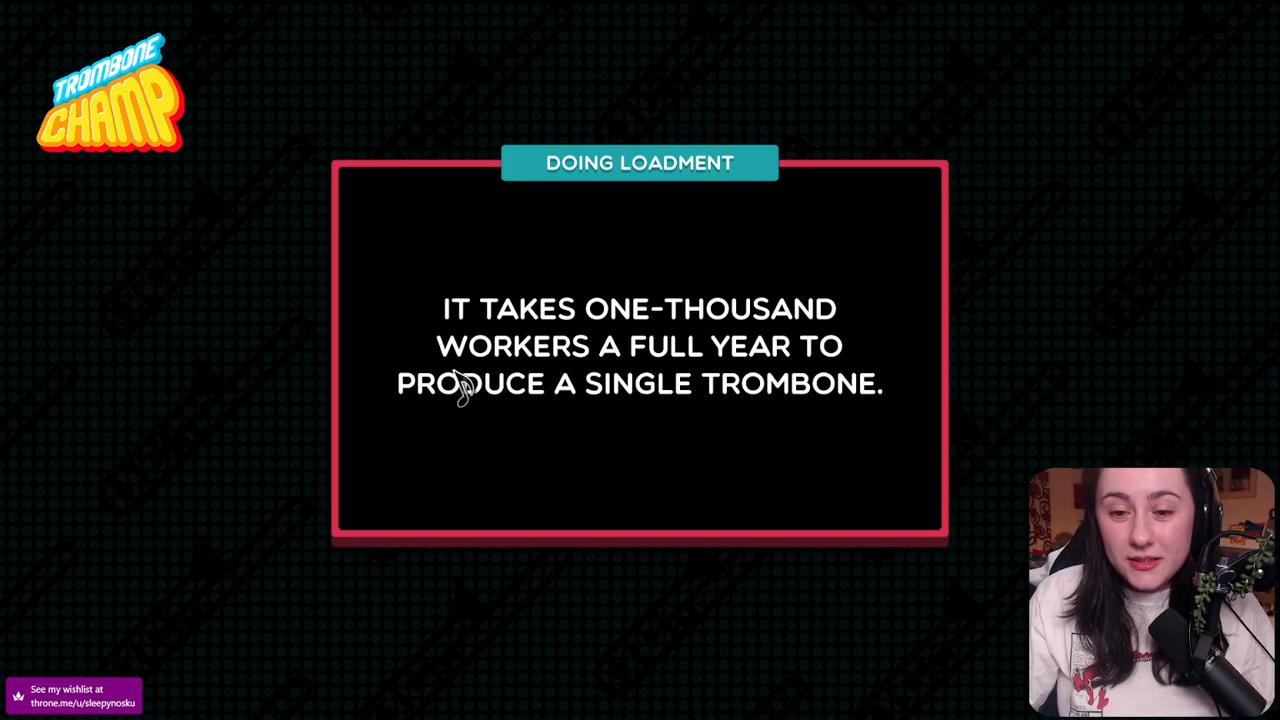 TROMBONE
CHAMP
DOING LOADMENT
IT TAKES ONE-THOUSAND
WORKERS A FULL YEAR TO
PRODUCE A SINGLE TROMBONE.
See my wishlist at
throne.me/u/sleepynosku